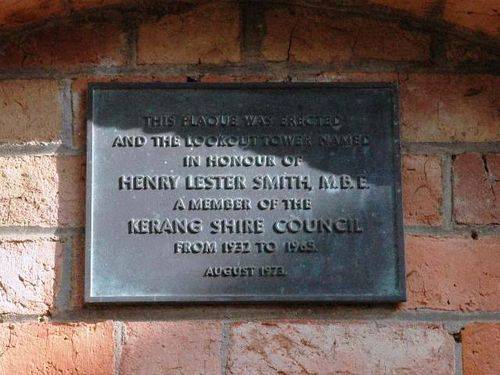 THIS PLAQUE WAS ERECTED
AND THE LOOKOUT TOWER NAMED
IN HONOUR OF
HENRY LESTER SMITH, M.B.E.
A MEMBER OF THE
KERANG SHIRE COUNCIL
FROM 1932 TO 1965.
AUGUST 1973.